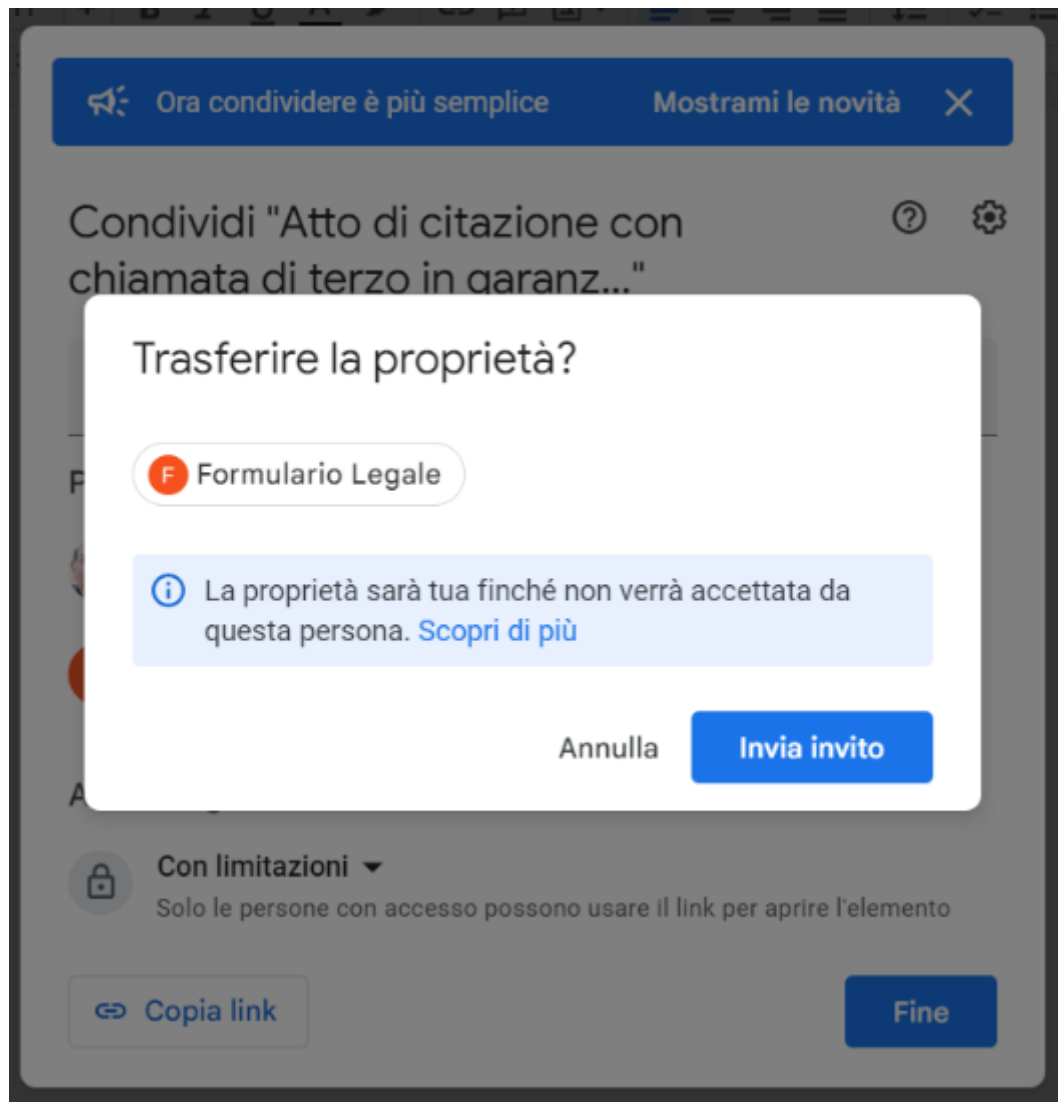 Ora condividere è più semplice Mostrami le novità
Condividi "Atto di citazione con
chiamata di terzo in garanz..."
Trasferire la proprietà?
F Formulario Legale
La proprietà sarà tua finché non verrà accettata da
questa persona. Scopri di più
Annulla Invia invito
Con limitazioni
Solo le persone con accesso possono usare il link per aprire l'elemento
Copia link Fine